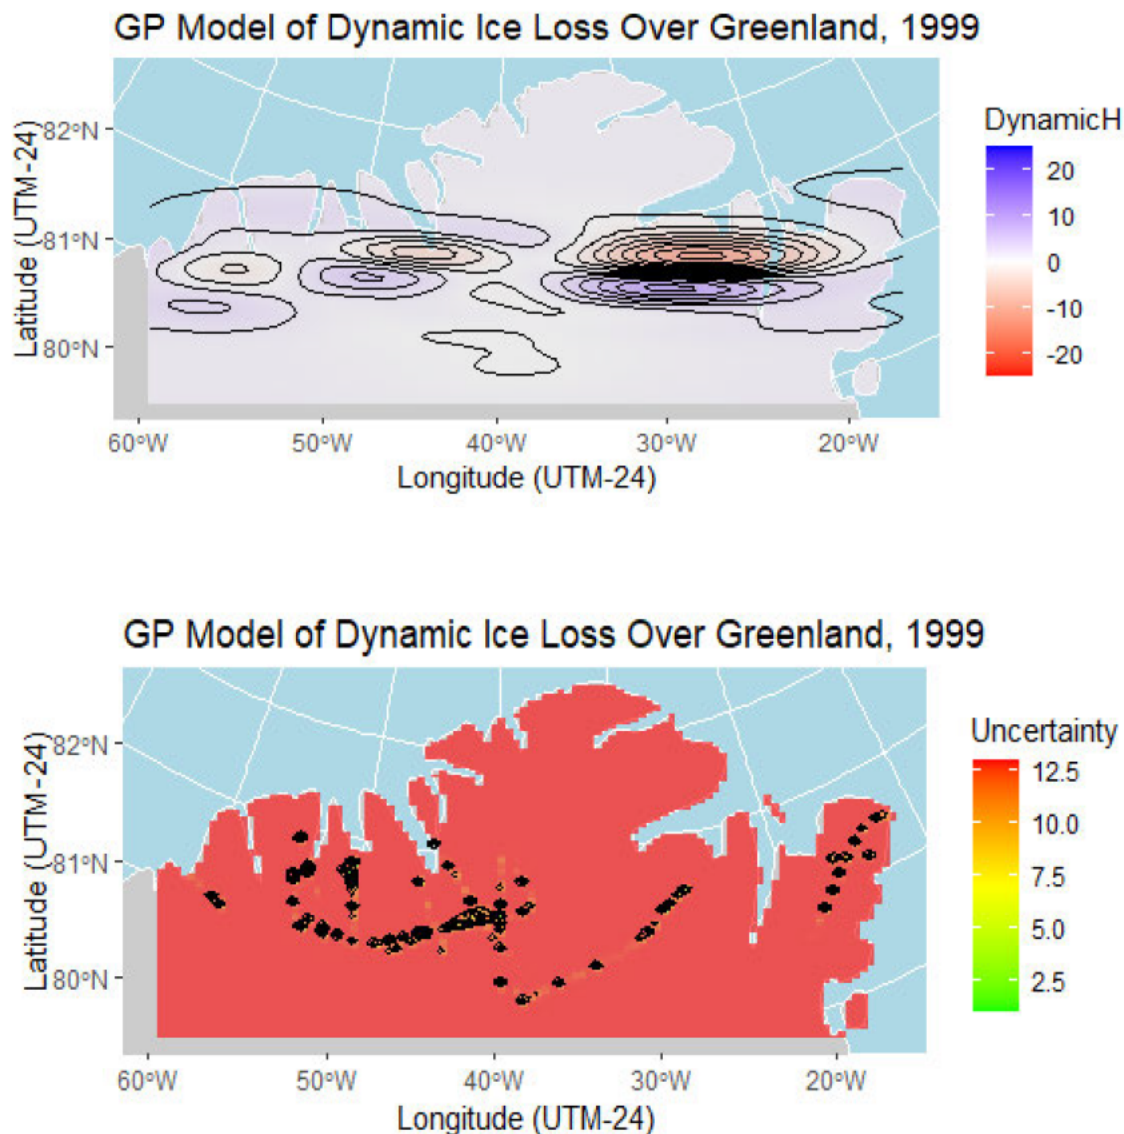 GP Model of Dynamic Ice Loss Over Greenland, 1999
Latitude (UTM-24)
82°N
81°N
80°N
60°W 50°W 40°W 30°W 20°W
Longitude (UTM-24)
DynamicH
20
10
0
-10
-20
GP Model of Dynamic Ice Loss Over Greenland, 1999
Latitude (UTM-24)
82°N
81°N
80°N
60°W 50°W 40°W 30°W 20°W
Longitude (UTM-24)
Uncertainty
12.5
10.0
7.5
5.0
2.5